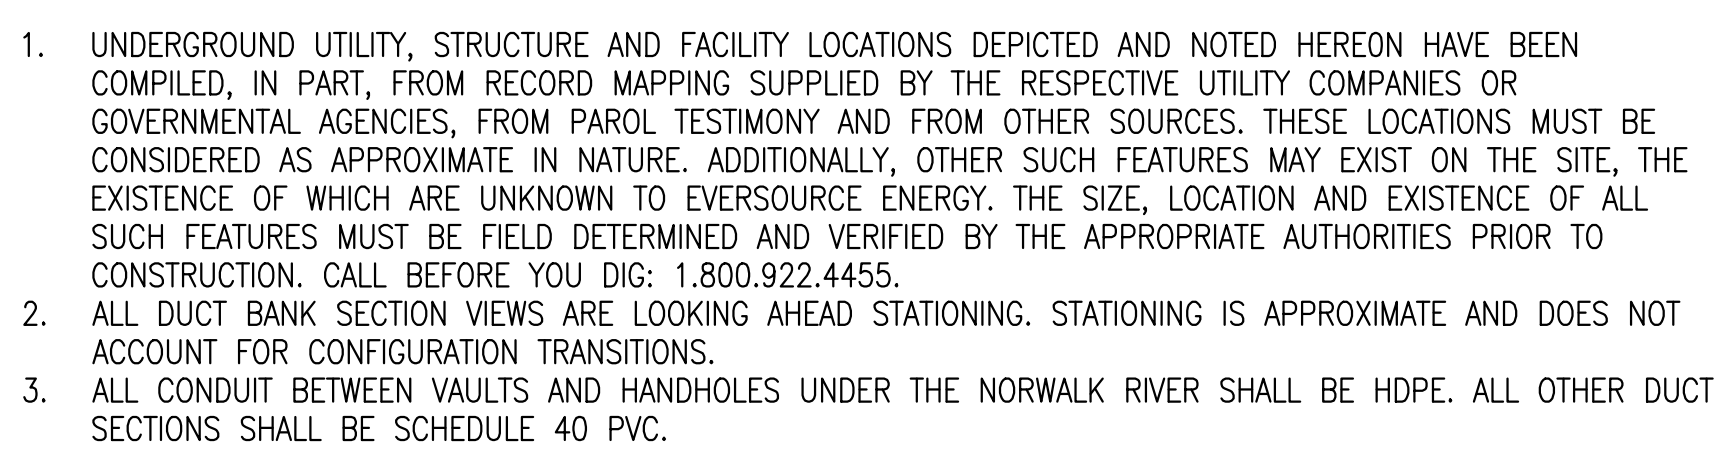 1. UNDERGROUND UTILITY, STRUCTURE AND FACILITY LOCATIONS DEPICTED AND NOTED HEREON HAVE BEEN
COMPILED, IN PART, FROM RECORD MAPPING SUPPLIED BY THE RESPECTIVE UTILITY COMPANIES OR
GOVERNMENTAL AGENCIES, FROM PAROL TESTIMONY AND FROM OTHER SOURCES. THESE LOCATIONS MUST BE
CONSIDERED AS APPROXIMATE IN NATURE. ADDITIONALLY, OTHER SUCH FEATURES MAY EXIST ON THE SITE, THE
EXISTENCE OF WHICH ARE UNKNOWN TO EVERSOURCE ENERGY. THE SIZE, LOCATION AND EXISTENCE OF ALL
SUCH FEATURES MUST BE FIELD DETERMINED AND VERIFIED BY THE APPROPRIATE AUTHORITIES PRIOR TO
CONSTRUCTION. CALL BEFORE YOU DIG: 1.800.922.4455.
2. ALL DUCT BANK SECTION VIEWS ARE LOOKING AHEAD STATIONING. STATIONING IS APPROXIMATE AND DOES NOT
ACCOUNT FOR CONFIGURATION TRANSITIONS.
3. ALL CONDUIT BETWEEN VAULTS AND HANDHOLES UNDER THE NORWALK RIVER SHALL BE HDPE. ALL OTHER DUCT
SECTIONS SHALL BE SCHEDULE 40 PVC.